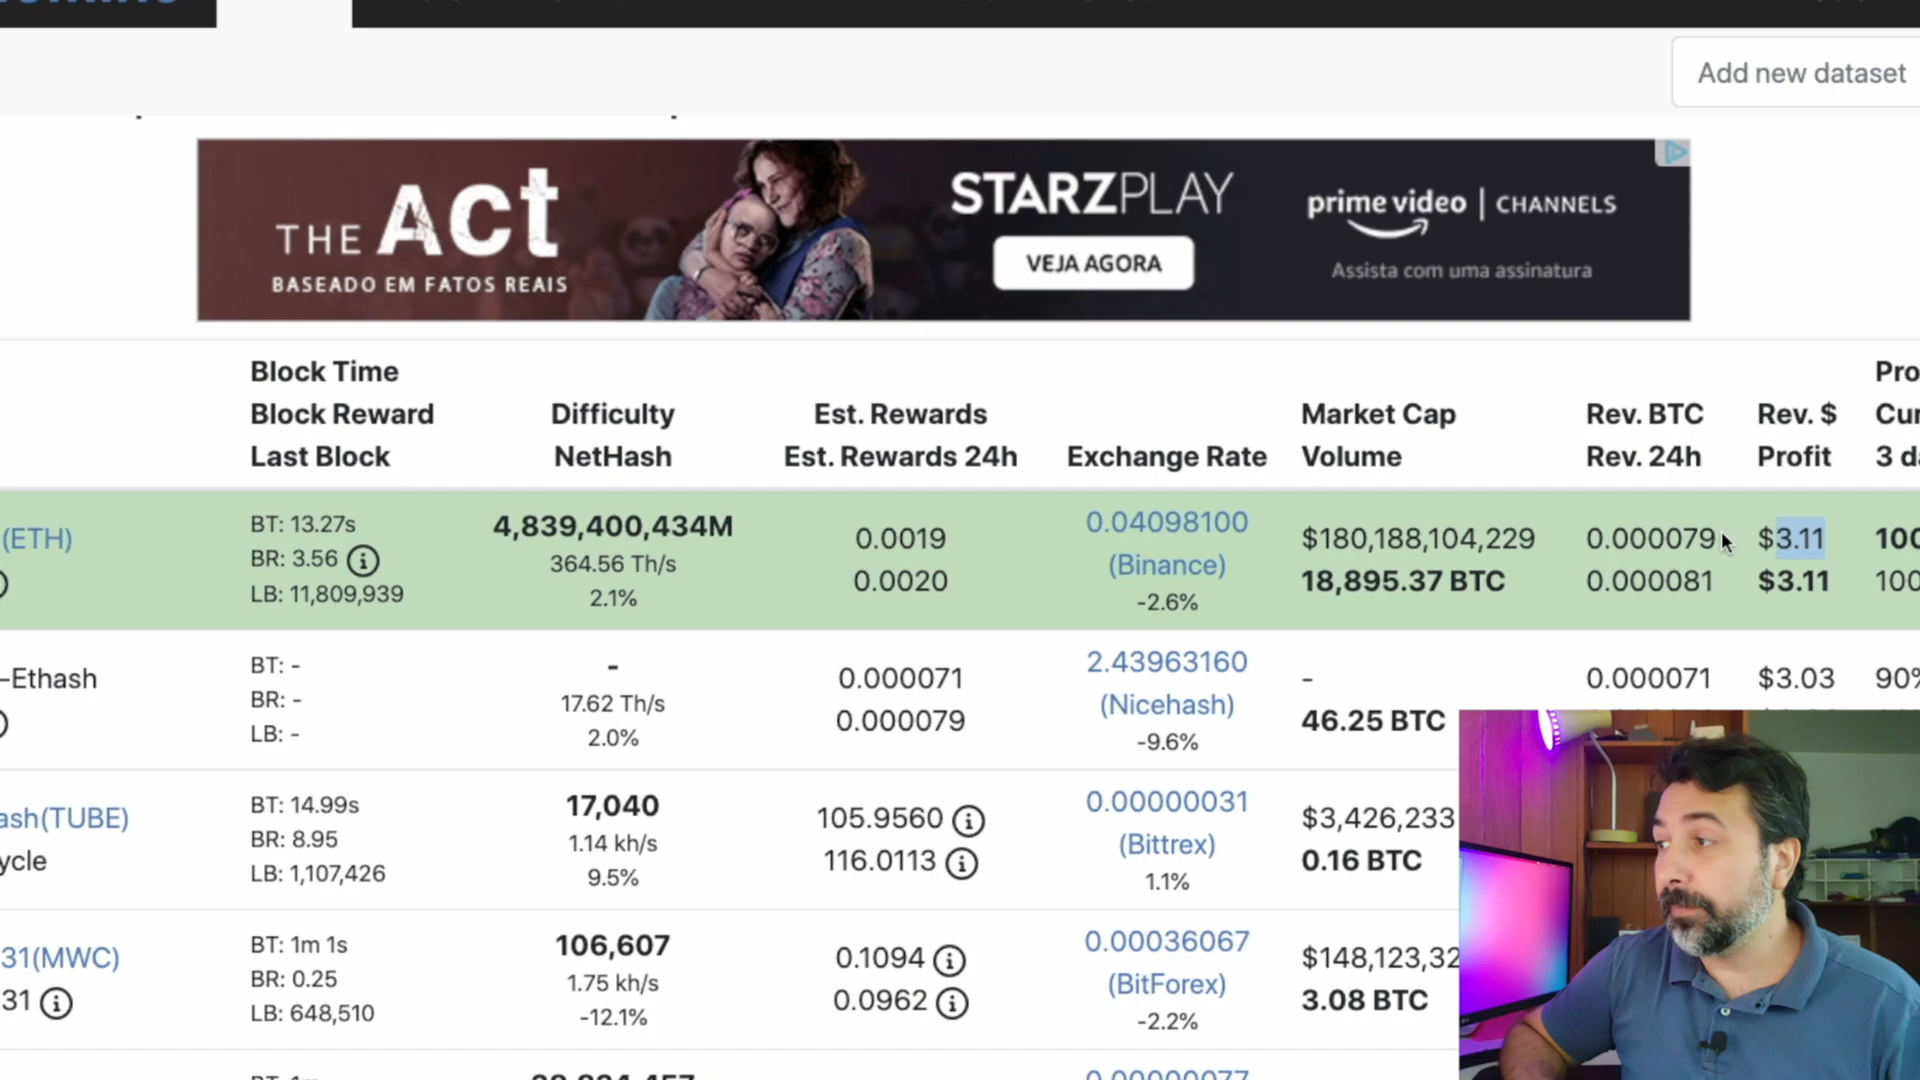 Add new dataset
THE Act
BASEADO EM FATOS REAIS
STARZPLAY
VEJA AGORA
prime video | CHANNELS
Assista com uma assinatura
Block Time
Block Reward
Last Block
Difficulty
NetHash
Est. Rewards
Est. Rewards 24h
Exchange Rate
Market Cap
Volume
Rev. BTC
Rev. 24h
Rev. $
Profit
3 d
(ETH)
BT: 13.27s
BR: 3.56
LB: 11,809,939
4,839,400,434M
364.56 Th/s
2.1%
0.0019
0.0020
0.04098100
(Binance)
-2.6%
$180,188,104,229
18,895.37 BTC
0.000079
0.000081
$3.11
$3.11
100
100
-Ethash
BT: -
BR: -
LB: -
-
17.62 Th/s
2.0%
0.000071
0.000079
2.43963160
(Nicehash)
-9.6%
-
46.25 BTC
0.000071
$3.03
90%
ash(TUBE)
ycle
BT: 14.99s
BR: 8.95
LB: 1,107,426
17,040
1.14 kh/s
9.5%
105.9560
116.0113
0.00000031
(Bittrex)
1.1%
$3,426,233
0.16 BTC
31(MWC)
31
BT: 1m 1s
BR: 0.25
LB: 648,510
106,607
1.75 kh/s
-12.1%
0.1094
0.0962
0.00036067
(BitForex)
-2.2%
$148,123,32
3.08 BTC